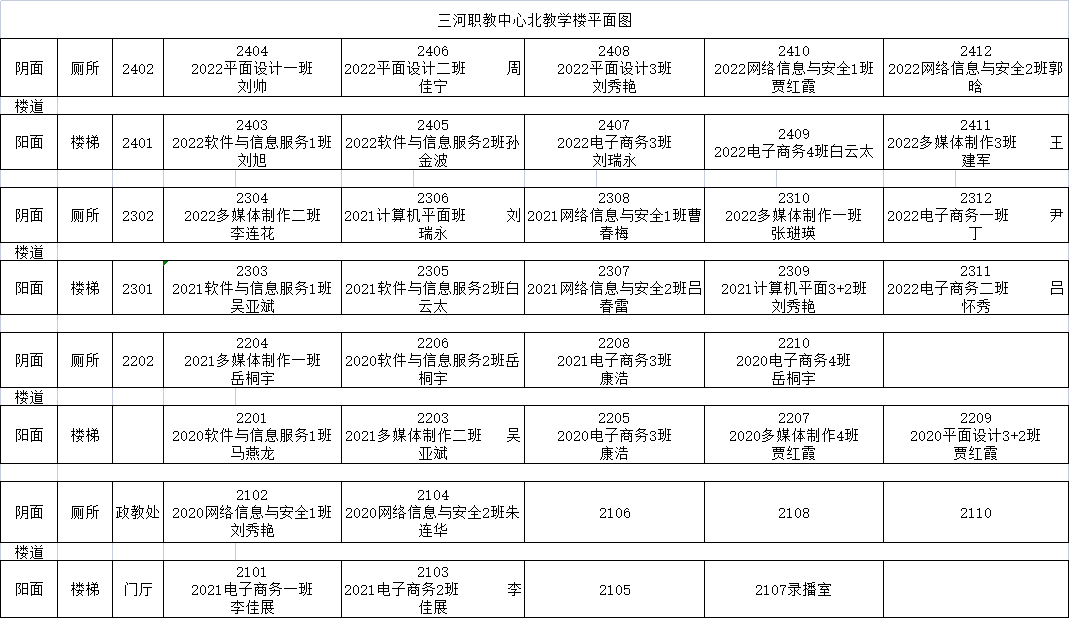 三河职教中心北教学楼平面图
阴面 厕所 2402
2404
2022平面设计一班
刘帅
2406
2022平面设计二班 周
佳宁
2408
2022平面设计3班
刘秀艳
2410
2022网络信息与安全1班
贾红霞
2412
2022网络信息与安全2班郭
晗
楼道
阳面 楼梯 2401
2403
2022软件与信息服务1班
刘旭
2405
2022软件与信息服务2班孙
金波
2407
2022电子商务3班
刘瑞永
2409
2022电子商务4班白云太
2411
2022多媒体制作3班 王
建军
阴面 厕所 2302
2304
2022多媒体制作二班
李连花
2306
2021计算机平面班 刘
瑞永
2308
2021网络信息与安全1班曹
春梅
2310
2022多媒体制作一班
张琎瑛
2312
2022电子商务一班 尹
丁
楼道
阳面 楼梯 2301
2303
2021软件与信息服务1班
吴亚斌
2305
2021软件与信息服务2班白
云太
2307
2021网络信息与安全2班吕
春雷
2309
2021计算机平面3+2班
刘秀艳
2311
2022电子商务二班 吕
怀秀
阴面 厕所 2202
2204
2021多媒体制作一班
岳桐宇
2206
2020软件与信息服务2班岳
桐宇
2208
2021电子商务3班
康浩
2210
2020电子商务4班
岳桐宇
楼道
阳面 楼梯
2201
2020软件与信息服务1班
马燕龙
2203
2021多媒体制作二班 吴
亚斌
2205
2020电子商务3班
康浩
2207
2020多媒体制作4班
贾红霞
2209
2020平面设计3+2班
贾红霞
阴面 厕所 政教处
2102
2020网络信息与安全1班
刘秀艳
2104
2020网络信息与安全2班朱
连华
2106
2108
2110
楼道
阳面 楼梯 门厅
2101
2021电子商务一班
李佳展
2103
2021电子商务2班 李
佳展
2105
2107录播室